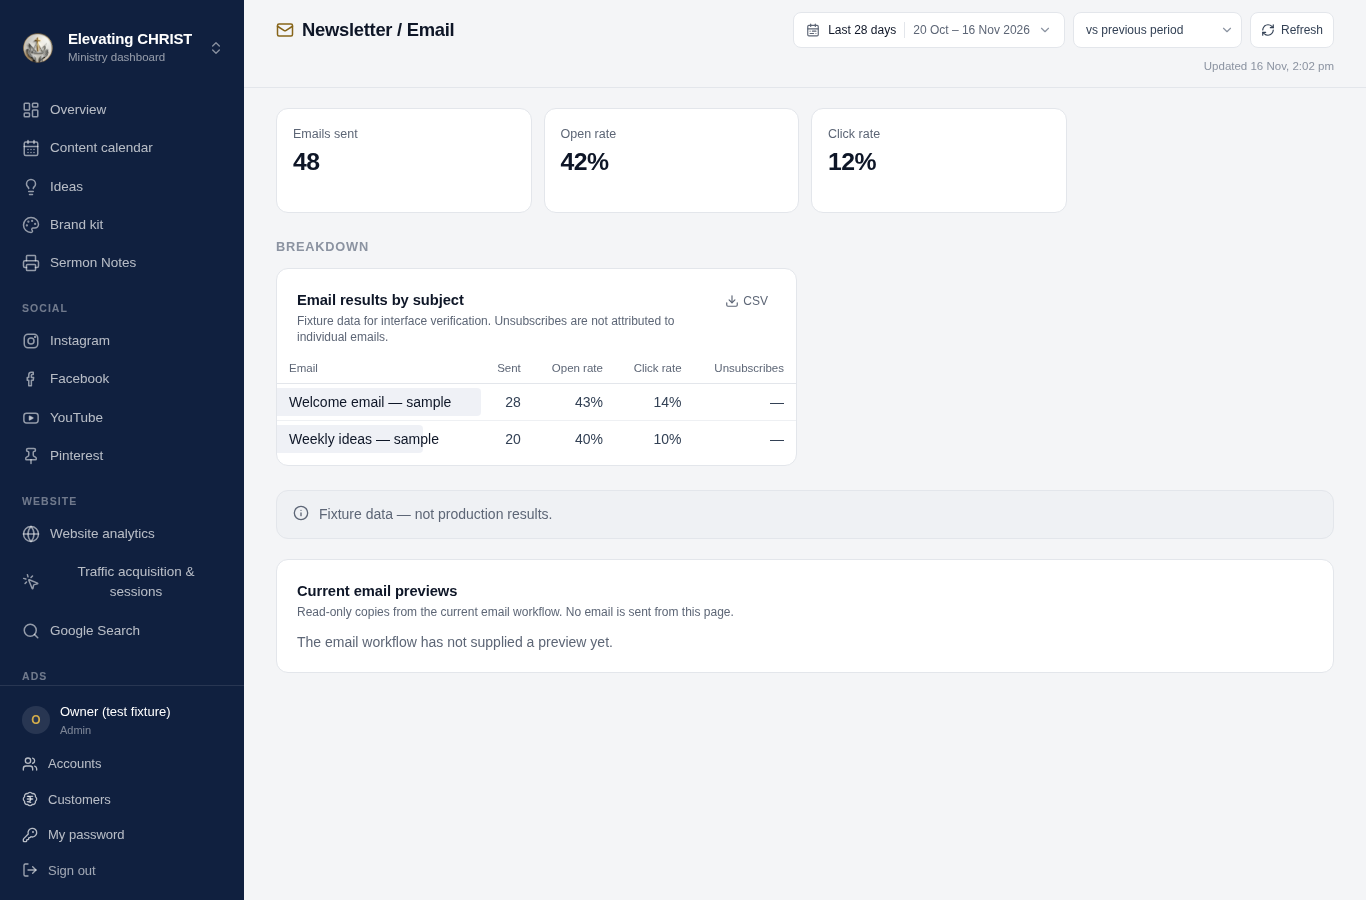 Elevating CHRIST
Ministry dashboard
Overview
Content calendar
Ideas
Brand kit
Sermon Notes
SOCIAL
Instagram
Facebook
YouTube
Pinterest
WEBSITE
Website analytics
Traffic acquisition &
sessions
Google Search
ADS
O
Owner (test fixture)
Admin
Accounts
Customers
My password
Sign out
Newsletter / Email
Last 28 days 20 Oct – 16 Nov 2026
vs previous period
Refresh
Updated 16 Nov, 2:02 pm
Emails sent
48
Open rate
42%
Click rate
12%
BREAKDOWN
Email results by subject
CSV
Fixture data for interface verification. Unsubscribes are not attributed to
individual emails.
Email Sent Open rate Click rate Unsubscribes
Welcome email — sample 28 43% 14% —
Weekly ideas — sample 20 40% 10% —
Fixture data — not production results.
Current email previews
Read-only copies from the current email workflow. No email is sent from this page.
The email workflow has not supplied a preview yet.